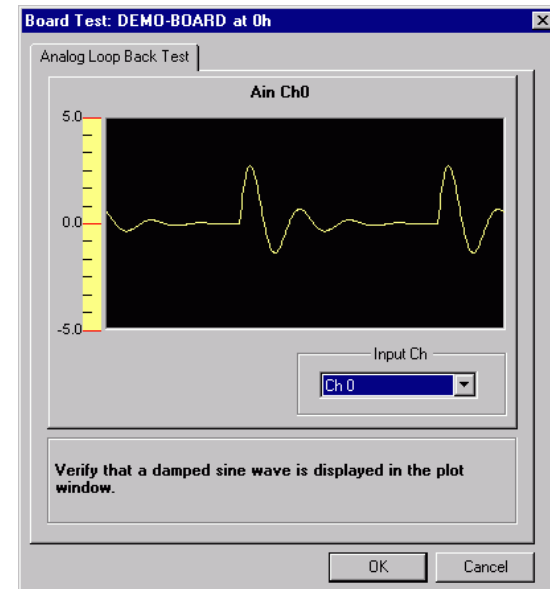 Board Test: DEMO-BOARD at 0h
Analog Loop Back Test
Ain Ch0
5.0
0.0
-5.0
Input Ch
Ch 0
Verify that a damped sine wave is displayed in the plot
window.
OK
Cancel